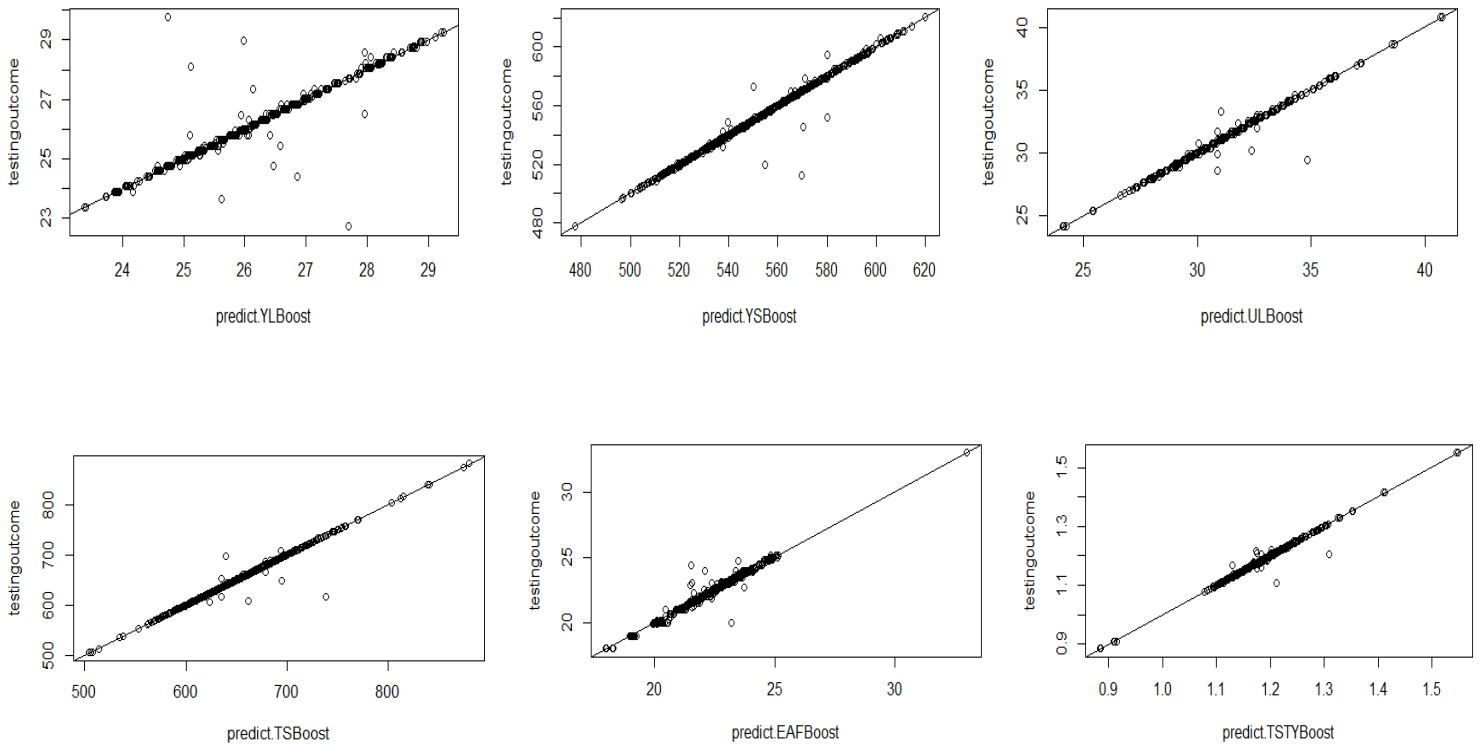 testingoutcome
29
27
25
23
24 25 26 27 28 29
predict.YLBoost
testingoutcome
600
560
520
480
480 500 520 540 560 580 600 620
predict.YSBoost
testingoutcome
40
35
30
25
25 30 35 40
predict.ULBoost
testingoutcome
800
700
600
500
500 600 700 800
predict.TSBoost
testingoutcome
30
25
20
20 25 30
predict.EAFBoost
testingoutcome
1.5
1.3
1.1
0.9
0.9 1.0 1.1 1.2 1.3 1.4 1.5
predict.TSTYBoost